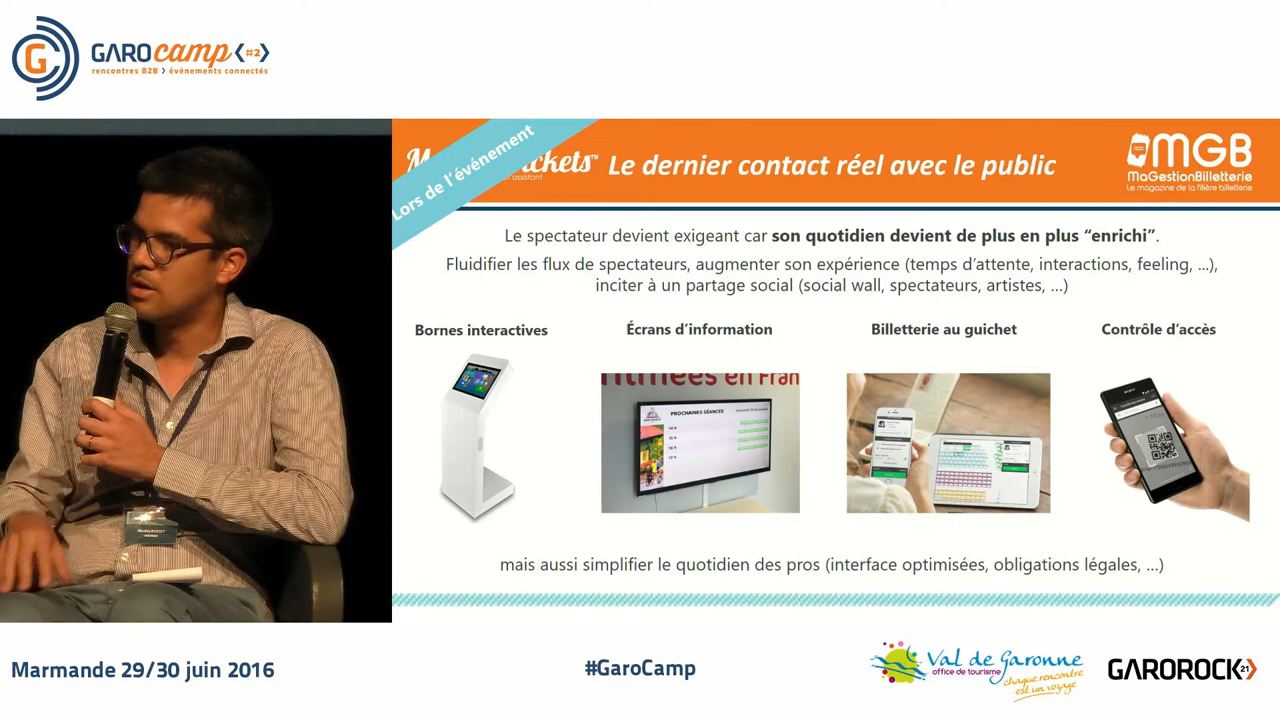 G
GAROcamp <#2>
rencontres B2B > événements connectés
Lors de l'événement
Le dernier contact réel avec le public
MGB
MaGestionBilletterie
Le magazine de la filière billetterie
Le spectateur devient exigeant car son quotidien devient de plus en plus “enrichi”.
Fluidifier les flux de spectateurs, augmenter son expérience (temps d’attente, interactions, feeling, ...),
inciter à un partage social (social wall, spectateurs, artistes, …)
Bornes interactives
Écrans d’information
Billetterie au guichet
Contrôle d’accès
en Fran
PROCHAINES SÉANCES
SONY
mais aussi simplifier le quotidien des pros (interface optimisées, obligations légales, …)
Marmande 29/30 juin 2016
#GaroCamp
Val de Garonne
office de tourisme
chaque rencontre
est un voyage
GAROROCK 21